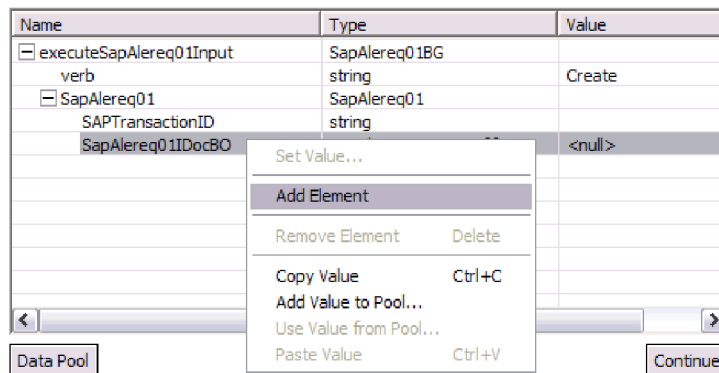 Name Type Value
executeSapAlereq01Input SapAlereq01BG
verb string Create
SapAlereq01 SapAlereq01
SAPTransactionID string
SapAlereq01IDocBO <null>
Set Value...
Add Element
Remove Element Delete
Copy Value Ctrl+C
Add Value to Pool...
Use Value from Pool...
Paste Value Ctrl+V
Data Pool Continue